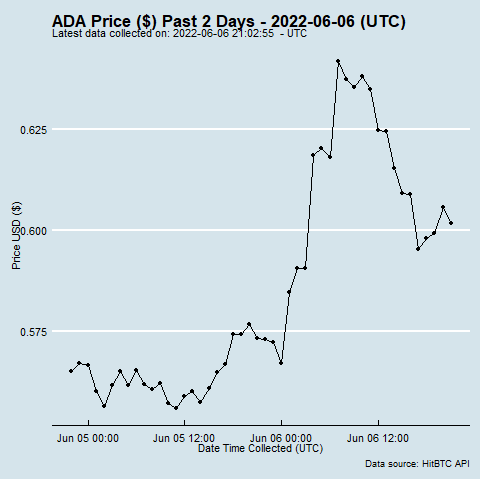 ADA Price ($) Past 2 Days - 2022-06-06 (UTC)
Latest data collected on: 2022-06-06 21:02:55 - UTC
Price USD ($)
0.625
0.600
0.575
Jun 05 00:00 Jun 05 12:00 Jun 06 00:00 Jun 06 12:00
Date Time Collected (UTC)
Data source: HitBTC API